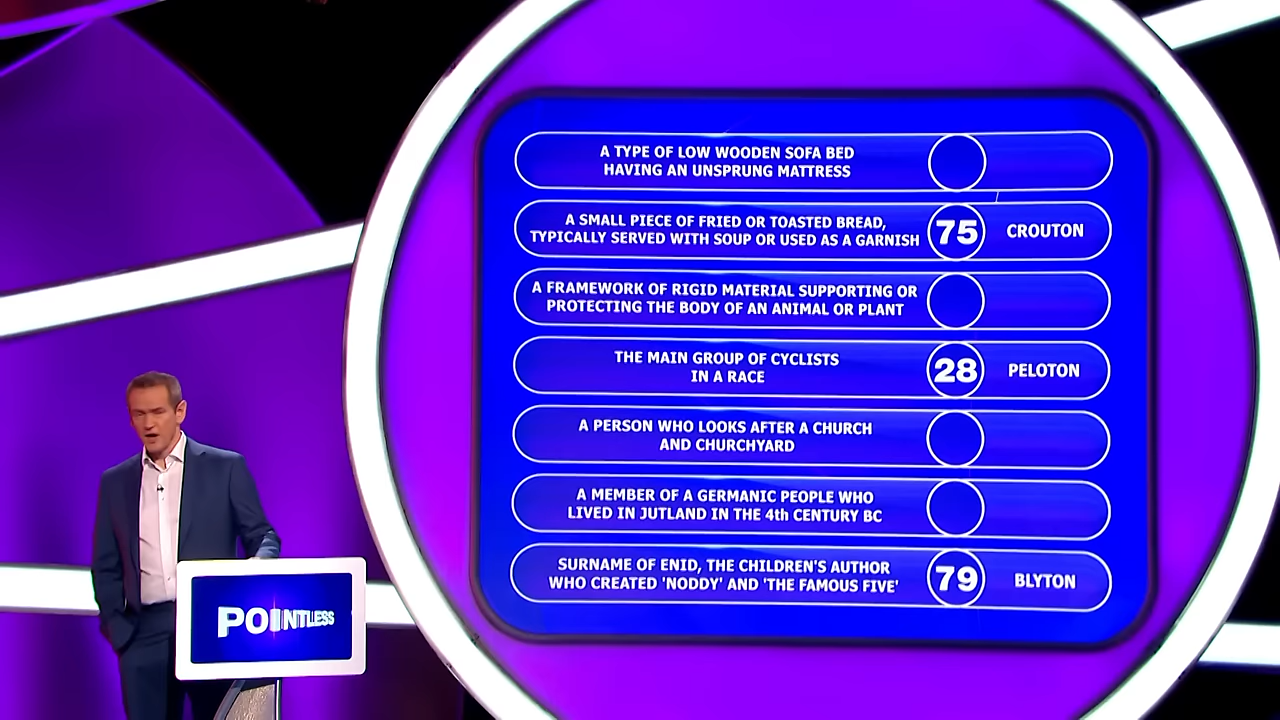 A TYPE OF LOW WOODEN SOFA BED
HAVING AN UNSPRUNG MATTRESS
A SMALL PIECE OF FRIED OR TOASTED BREAD,
TYPICALLY SERVED WITH SOUP OR USED AS A GARNISH
75
CROUTON
A FRAMEWORK OF RIGID MATERIAL SUPPORTING OR
PROTECTING THE BODY OF AN ANIMAL OR PLANT
THE MAIN GROUP OF CYCLISTS
IN A RACE
28
PELOTON
A PERSON WHO LOOKS AFTER A CHURCH
AND CHURCHYARD
A MEMBER OF A GERMANIC PEOPLE WHO
LIVED IN JUTLAND IN THE 4th CENTURY BC
SURNAME OF ENID, THE CHILDREN'S AUTHOR
WHO CREATED 'NODDY' AND 'THE FAMOUS FIVE'
79
BLYTON
POINTLESS